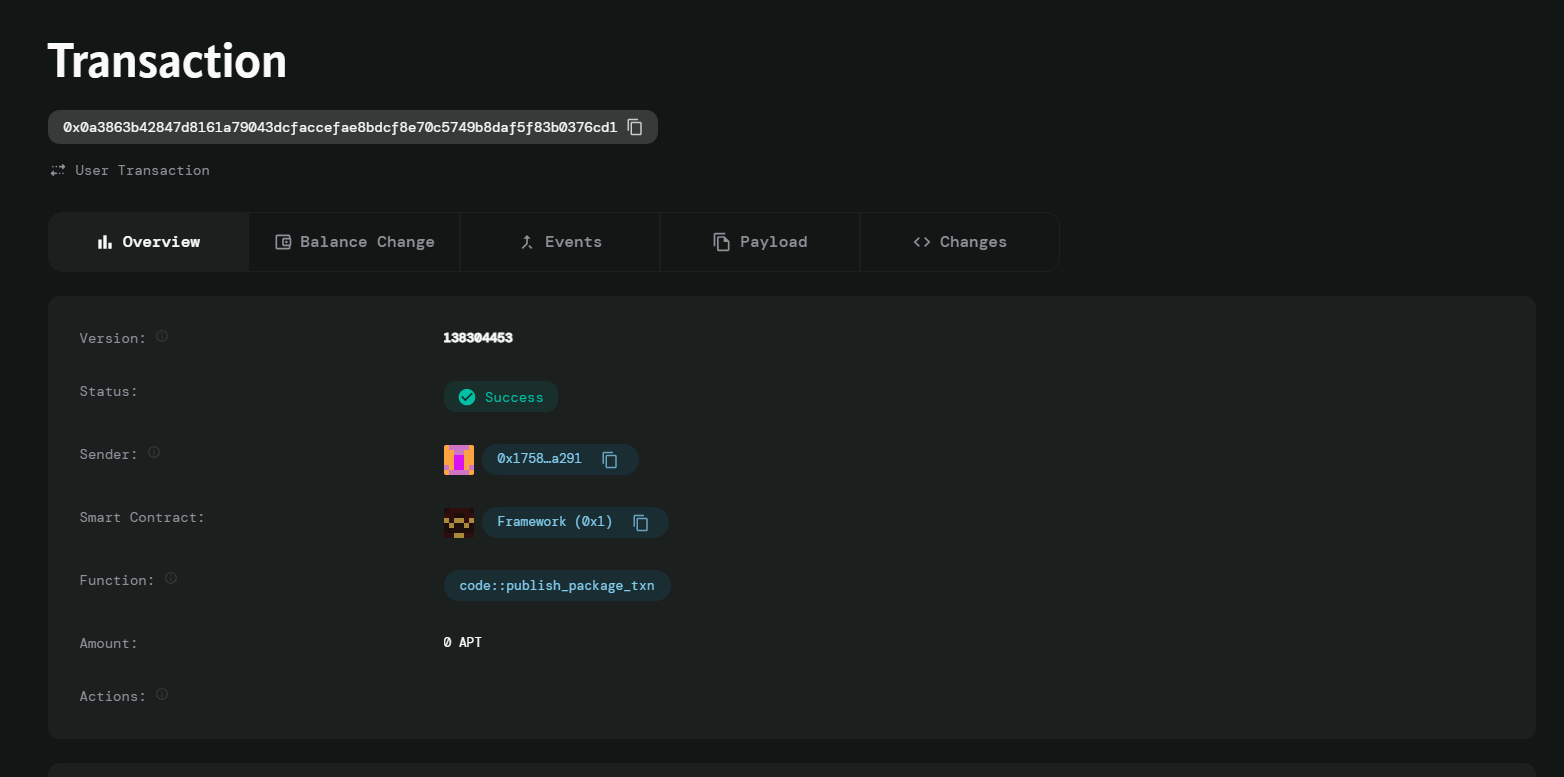 Transaction
0x0a3863b42847d8161a79043dcfaccefae8bdcf8e70c5749b8daf5f83b0376cd1
User Transaction
Overview Balance Change Events Payload Changes
Version: 138304453
Status: Success
Sender: 0x1758…a291
Smart Contract: Framework (0x1)
Function: code::publish_package_txn
Amount: 0 APT
Actions: